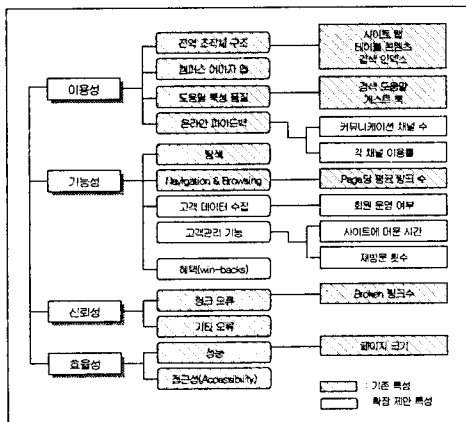 전역 조직체 구조
사이트 맵
테이블 콘텐츠
검색 인덱스
이용성
캠퍼스 이미지 맵
도움말 특성 품질
검색 도움말
게스트 북
온라인 피드백
커뮤니케이션 채널 수
각 채널 이용률
탐색
기능성
Navigation & Browsing
Page당 평균 링크 수
고객 데이터 수집
회원 운영 여부
고객관리 기능
사이트에 머문 시간
재방문 횟수
혜택(win-backs)
신뢰성
링크 오류
Broken 링크수
기타 오류
효율성
성능
페이지 크기
접근성(Accessibility)
: 기존 특성
: 확장 제안 특성